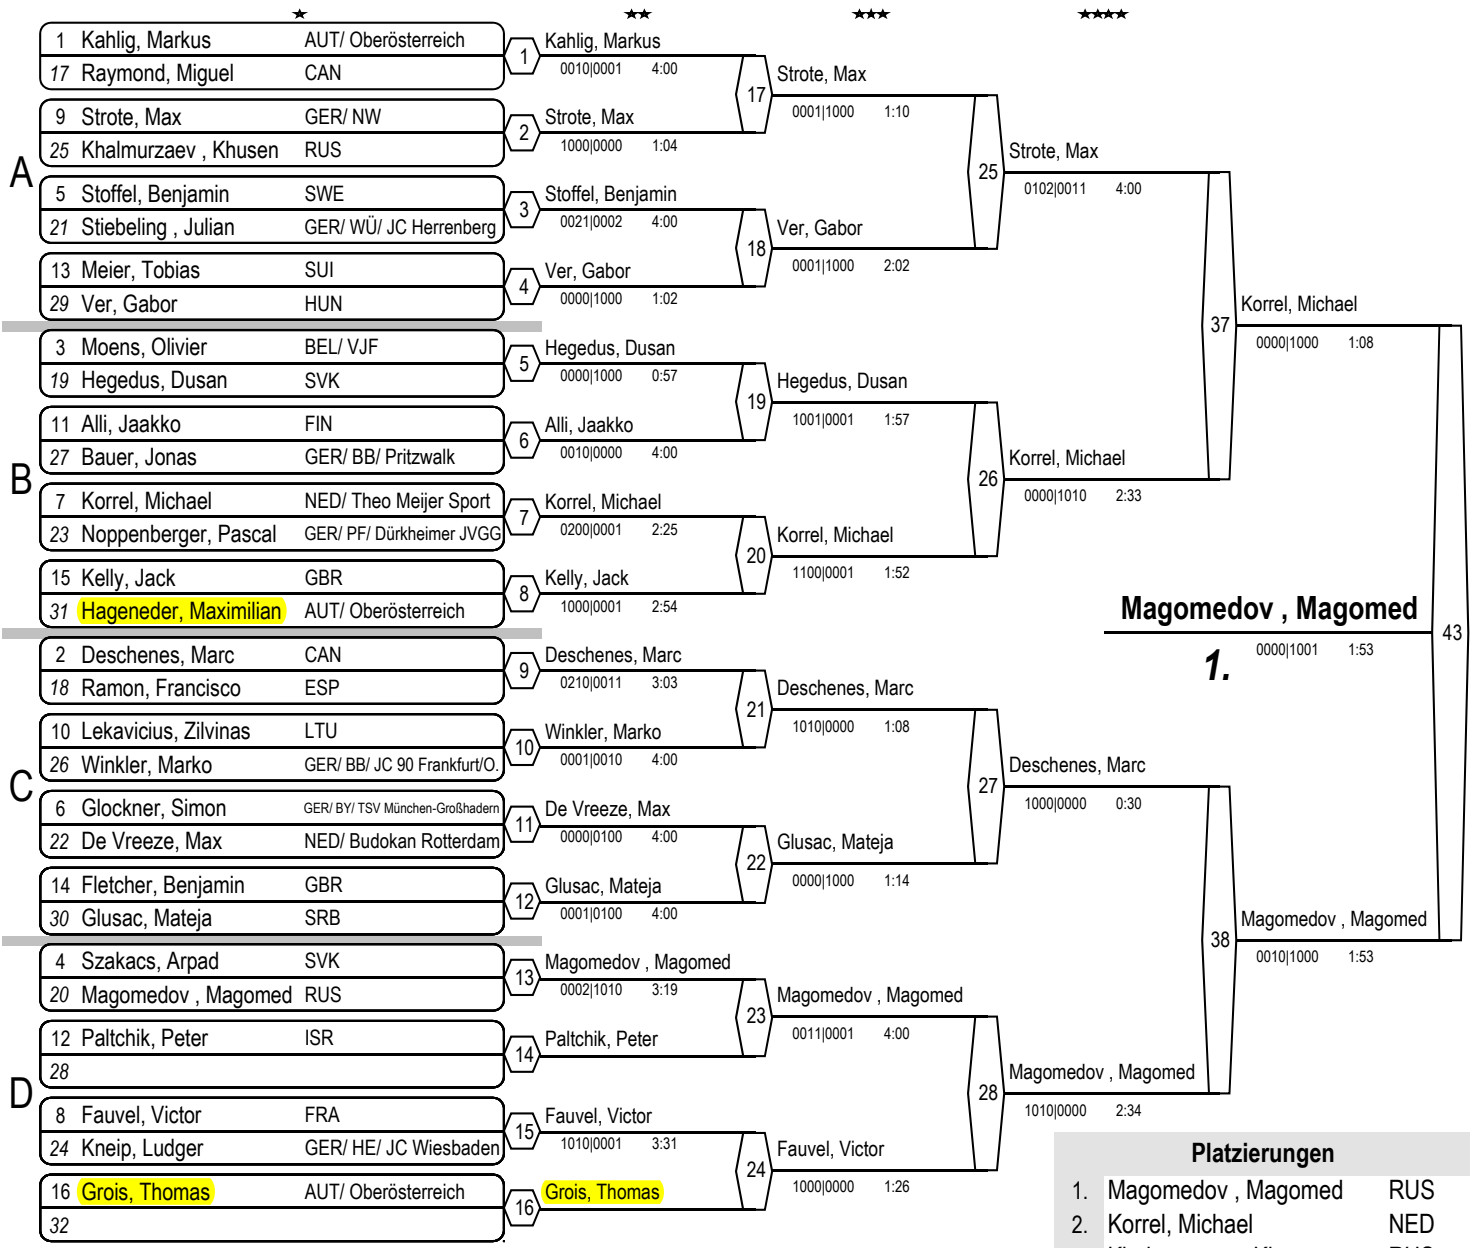 ★ ★★ ★★★ ★★★★
A
1 Kahlig, Markus AUT/ Oberösterreich
17 Raymond, Miguel CAN
9 Strote, Max GER/ NW
25 Khalmurzaev , Khusen RUS
5 Stoffel, Benjamin SWE
21 Stiebeling , Julian GER/ WÜ/ JC Herrenberg
13 Meier, Tobias SUI
29 Ver, Gabor HUN
B
3 Moens, Olivier BEL/ VJF
19 Hegedus, Dusan SVK
11 Alli, Jaakko FIN
27 Bauer, Jonas GER/ BB/ Pritzwalk
7 Korrel, Michael NED/ Theo Meijer Sport
23 Noppenberger, Pascal GER/ PF/ Dürkheimer JVGG
15 Kelly, Jack GBR
31 Hageneder, Maximilian AUT/ Oberösterreich
C
2 Deschenes, Marc CAN
18 Ramon, Francisco ESP
10 Lekavicius, Zilvinas LTU
26 Winkler, Marko GER/ BB/ JC 90 Frankfurt/O.
6 Glockner, Simon GER/ BY/ TSV München-Großhadern
22 De Vreeze, Max NED/ Budokan Rotterdam
14 Fletcher, Benjamin GBR
30 Glusac, Mateja SRB
D
4 Szakacs, Arpad SVK
20 Magomedov , Magomed RUS
12 Paltchik, Peter ISR
28
8 Fauvel, Victor FRA
24 Kneip, Ludger GER/ HE/ JC Wiesbaden
16 Grois, Thomas AUT/ Oberösterreich
32
1 Kahlig, Markus
0010|0001 4:00
2 Strote, Max
1000|0000 1:04
3 Stoffel, Benjamin
0021|0002 4:00
4 Ver, Gabor
0000|1000 1:02
5 Hegedus, Dusan
0000|1000 0:57
6 Alli, Jaakko
0010|0000 4:00
7 Korrel, Michael
0200|0001 2:25
8 Kelly, Jack
1000|0001 2:54
9 Deschenes, Marc
0210|0011 3:03
10 Winkler, Marko
0001|0010 4:00
11 De Vreeze, Max
0000|0100 4:00
12 Glusac, Mateja
0001|0100 4:00
13 Magomedov , Magomed
0002|1010 3:19
14 Paltchik, Peter
15 Fauvel, Victor
1010|0001 3:31
16 Grois, Thomas
17 Strote, Max
0001|1000 1:10
18 Ver, Gabor
0001|1000 2:02
19 Hegedus, Dusan
1001|0001 1:57
20 Korrel, Michael
1100|0001 1:52
21 Deschenes, Marc
1010|0000 1:08
22 Glusac, Mateja
0000|1000 1:14
23 Magomedov , Magomed
0011|0001 4:00
24 Fauvel, Victor
1000|0000 1:26
25 Strote, Max
0102|0011 4:00
26 Korrel, Michael
0000|1010 2:33
27 Deschenes, Marc
1000|0000 0:30
28 Magomedov , Magomed
1010|0000 2:34
37 Korrel, Michael
0000|1000 1:08
38 Magomedov , Magomed
0010|1000 1:53
43 Magomedov , Magomed
1. 0000|1001 1:53
Platzierungen
1. Magomedov , Magomed RUS
2. Korrel, Michael NED